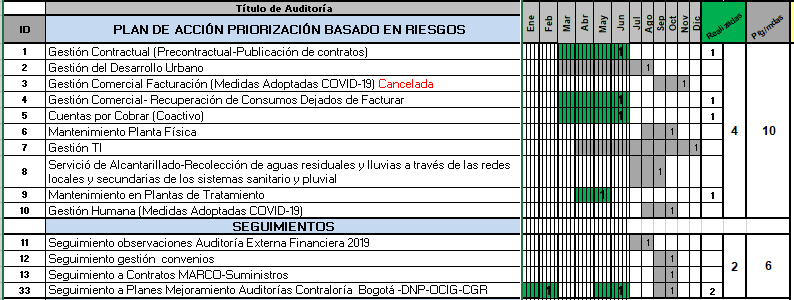 Título de Auditoría
ID PLAN DE ACCIÓN PRIORIZACIÓN BASADO EN RIESGOS Ene Feb Mar Abr May Jun Jul Ago Sep Oct Nov Dic Realizadas
1 Gestión Contractual (Precontractual-Publicación de contratos) 1 1
2 Gestión del Desarrollo Urbano 1
3 Gestión Comercial Facturación (Medidas Adoptadas COVID-19) Cancelada 1
4 Gestión Comercial- Recuperación de Consumos Dejados de Facturar 1 1
5 Cuentas por Cobrar (Coactivo) 1 1
6 Mantenimiento Planta Física 1 4 10
7 Gestión TI 1
8 Servició de Alcantarillado-Recolección de aguas residuales y lluvias a través de las redes
locales y secundarias de los sistemas sanitario y pluvial 1
9 Mantenimiento en Plantas de Tratamiento 1 1
10 Gestión Humana (Medidas Adoptadas COVID-19) 1
SEGUIMIENTOS
11 Seguimiento observaciones Auditoría Externa Financiera 2019 1
12 Seguimiento gestión convenios 1 2 6
13 Seguimiento a Contratos MARCO-Suministros 1
33 Seguimiento a Planes Mejoramiento Auditorías Contraloría Bogotá -DNP-OCIG-CGR 1 1 2